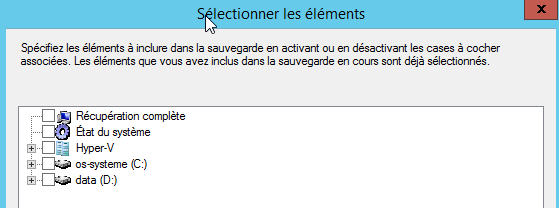 Sélectionner les éléments
x
Spécifiez les éléments à inclure dans la sauvegarde en activant ou en désactivant les cases à cocher
associées. Les éléments que vous avez inclus dans la sauvegarde en cours sont déjà sélectionnés.
Récupération complète
État du système
Hyper-V
os-systeme (C:)
data (D:)